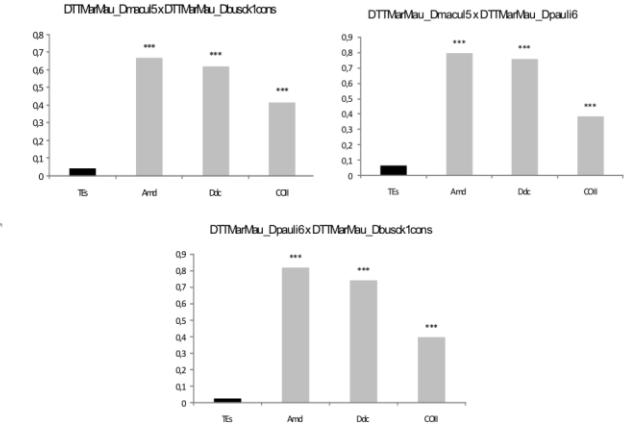 DTTMarMau_Dmacul5 x DTTMarMau_Dbusck1cons
0,8
0,7
0,6
0,5
0,4
0,3
0,2
0,1
0
***
***
***
TEs
Amd
Ddc
COII
DTTMarMau_Dmacul5 x DTTMarMau_Dpauli6
0,9
0,8
0,7
0,6
0,5
0,4
0,3
0,2
0,1
0
***
***
***
TEs
Amd
Ddc
COII
DTTMarMau_Dpauli6 x DTTMarMau_Dbusck1cons
0,9
0,8
0,7
0,6
0,5
0,4
0,3
0,2
0,1
0
***
***
***
TEs
Amd
Ddc
COII